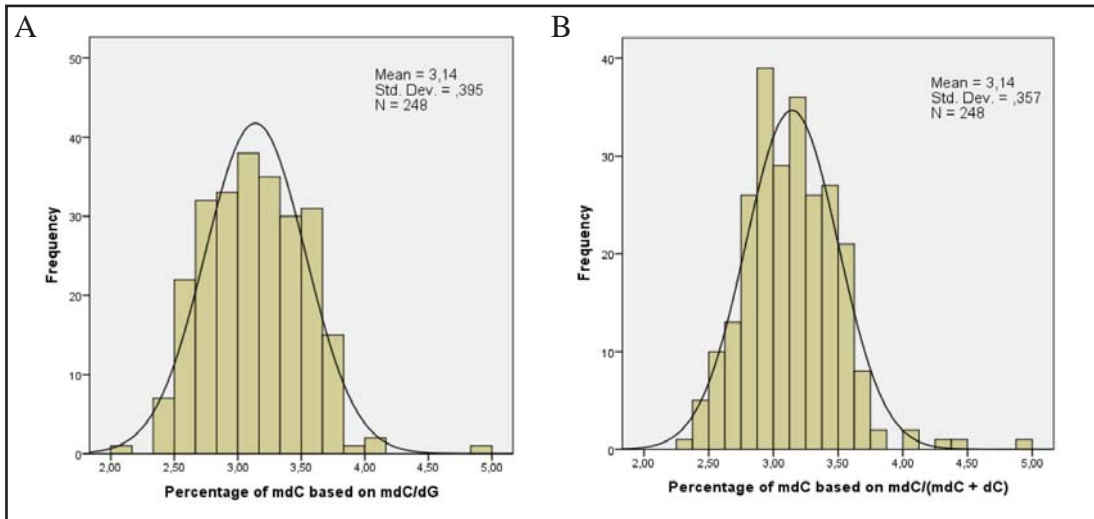 A
50
40
30
20
10
0
Frequency
Mean = 3,14
Std. Dev. = ,395
N = 248
2,00 2,50 3,00 3,50 4,00 4,50 5,00
Percentage of mdC based on mdC/dG
B
40
30
20
10
0
Frequency
Mean = 3,14
Std. Dev. = ,357
N = 248
2,00 2,50 3,00 3,50 4,00 4,50 5,00
Percentage of mdC based on mdC/(mdC + dC)